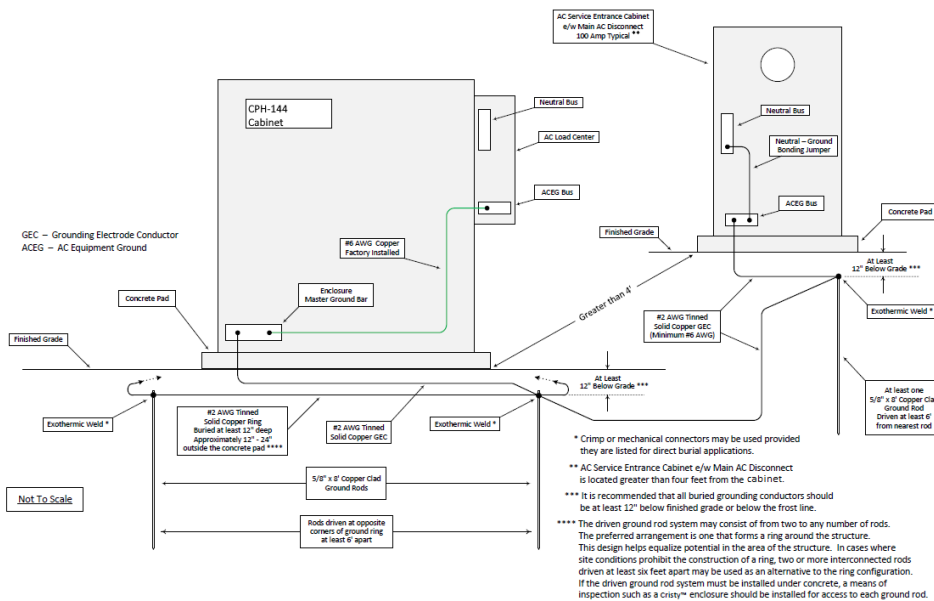 AC Service Entrance Cabinet
e/w Main AC Disconnect
100 Amp Typical **
CPH-144
Cabinet
Neutral Bus
AC Load Center
ACEG Bus
Neutral Bus
Neutral – Ground
Bonding Jumper
ACEG Bus
Concrete Pad
Finished Grade
GEC – Grounding Electrode Conductor
ACEG – AC Equipment Ground
#6 AWG Copper
Factory Installed
At Least
12" Below Grade ***
Enclosure
Master Ground Bar
Concrete Pad
Greater than 4'
Exothermic Weld *
#2 AWG Tinned
Solid Copper GEC
(Minimum #6 AWG)
Finished Grade
At Least
12" Below Grade ***
At least one
5/8" x 8' Copper Cla
Ground Rod
Driven at least 6'
from nearest rod
Exothermic Weld *
#2 AWG Tinned
Solid Copper Ring
Buried at least 12" deep
Approximately 12" - 24"
outside the concrete pad ****
#2 AWG Tinned
Solid Copper GEC
Exothermic Weld *
5/8" x 8' Copper Clad
Ground Rods
Not To Scale
Rods driven at opposite
corners of ground ring
at least 6' apart
* Crimp or mechanical connectors may be used provided
they are listed for direct burial applications.
** AC Service Entrance Cabinet e/w Main AC Disconnect
is located greater than four feet from the cabinet.
*** It is recommended that all buried grounding conductors should
be at least 12" below finished grade or below the frost line.
**** The driven ground rod system may consist of from two to any number of rods.
The preferred arrangement is one that forms a ring around the structure.
This design helps equalize potential in the area of the structure. In cases where
site conditions prohibit the construction of a ring, two or more interconnected rods
driven at least six feet apart may be used as an alternative to the ring configuration.
If the driven ground rod system must be installed under concrete, a means of
inspection such as a Cristy™ enclosure should be installed for access to each ground rod.